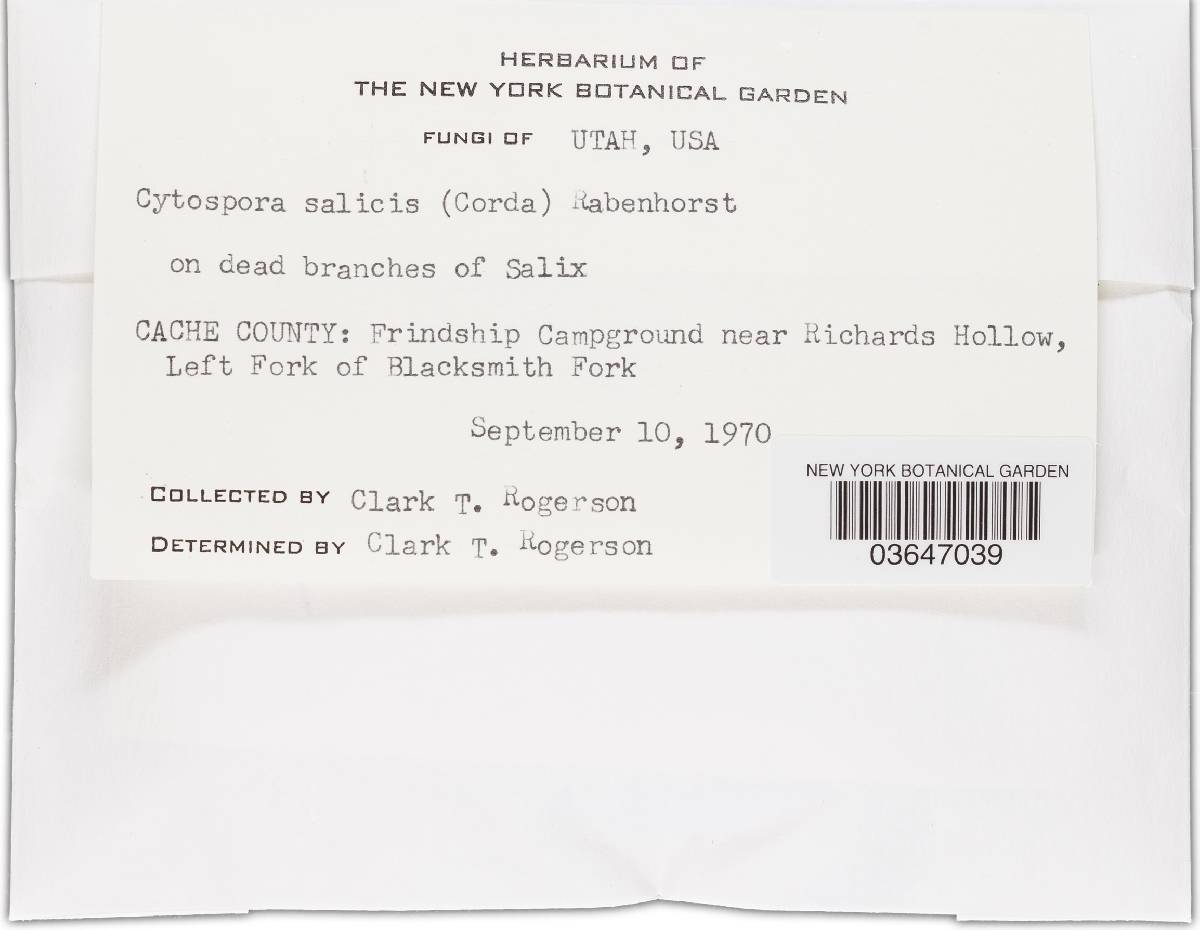 HERBARIUM OF
THE NEW YORK BOTANICAL GARDEN
FUNGI OF UTAH, USA
Cytospora salicis (Corda) Rabenhorst
on dead branches of Salix
CACHE COUNTY: Frindship Campground near Richards Hollow,
Left Fork of Blacksmith Fork
September 10, 1970
COLLECTED BY Clark T. Rogerson
DETERMINED BY Clark T. Rogerson
NEW YORK BOTANICAL GARDEN
03647039